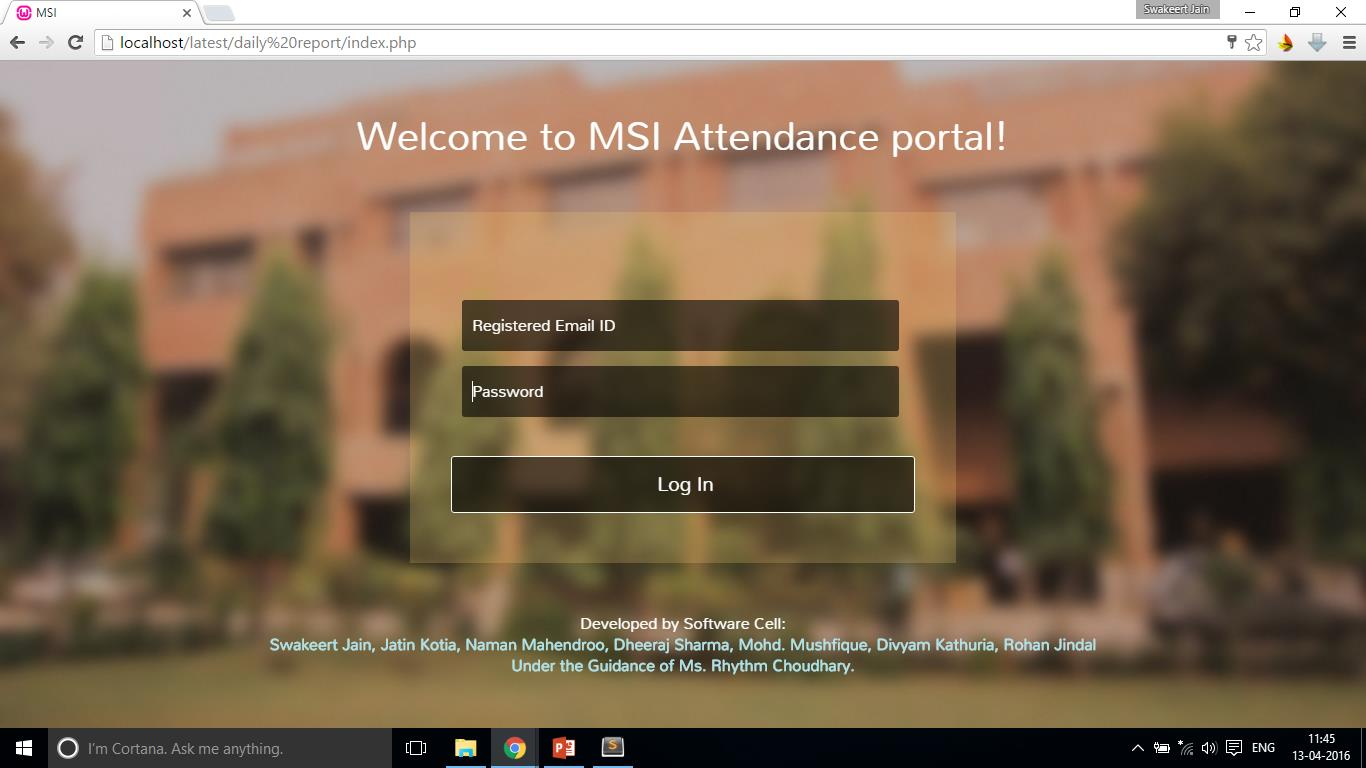 MSI
Swakeert Jain
localhost/latest/daily%20report/index.php
Welcome to MSI Attendance portal!
Registered Email ID
Password
Log In
Developed by Software Cell:
Swakeert Jain, Jatin Kotia, Naman Mahendroo, Dheeraj Sharma, Mohd. Mushfique, Divyam Kathuria, Rohan Jindal
Under the Guidance of Ms. Rhythm Choudhary.
I'm Cortana. Ask me anything.
ENG
11:45
13-04-2016